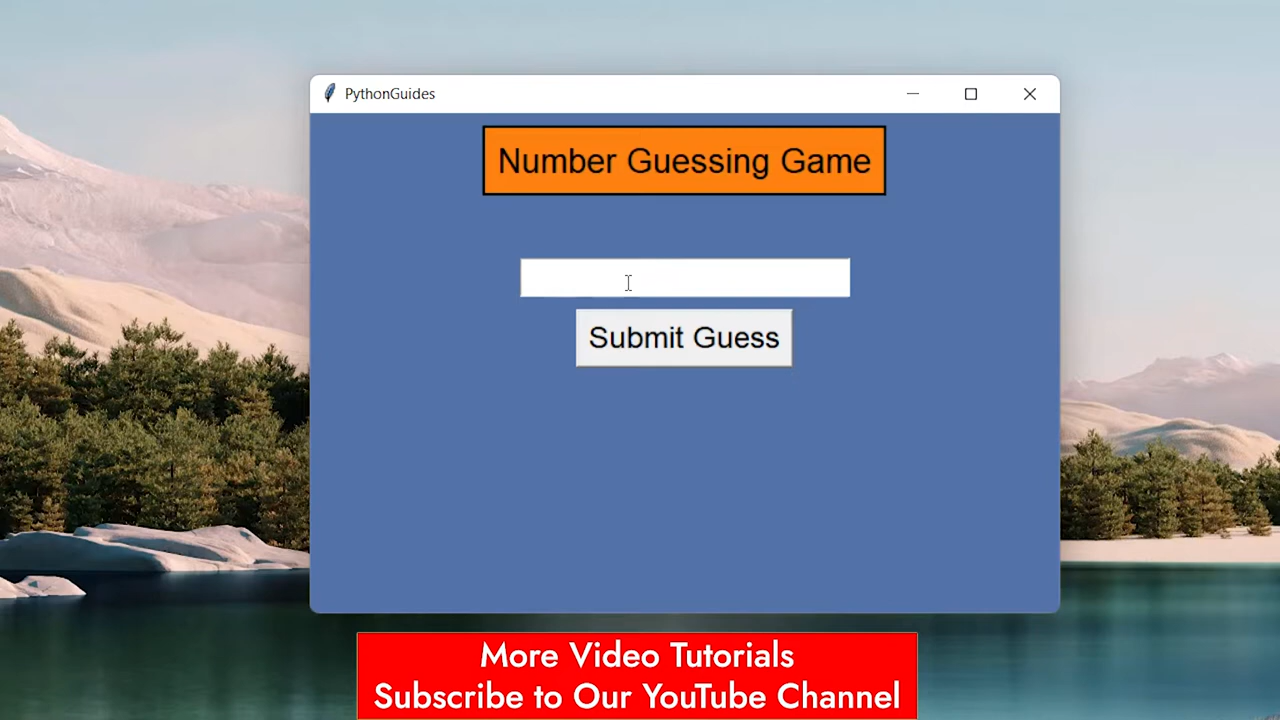 PythonGuides
Number Guessing Game
Submit Guess
More Video Tutorials
Subscribe to Our YouTube Channel